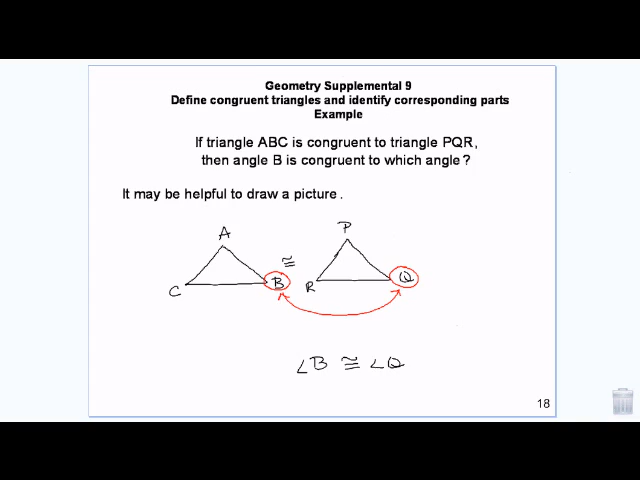 Geometry Supplemental 9
Define congruent triangles and identify corresponding parts
Example
If triangle ABC is congruent to triangle PQR,
then angle B is congruent to which angle?
It may be helpful to draw a picture.
A
P
≅
C
B
R
Q
∠B ≅ ∠Q
18